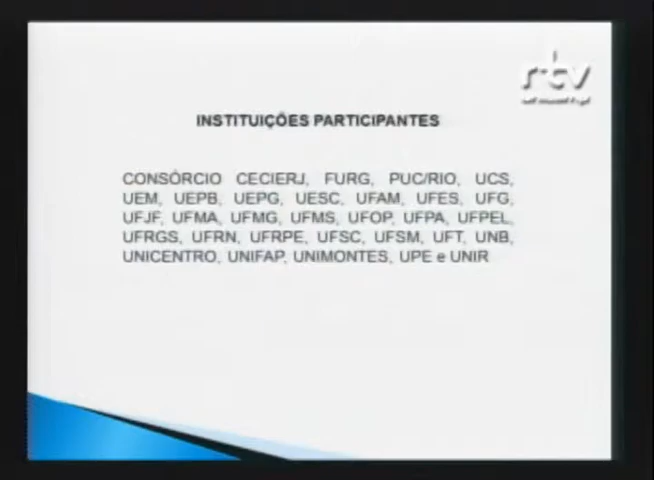 rtv
INSTITUIÇÕES PARTICIPANTES
CONSÓRCIO CECIERJ, FURG, PUC/RIO, UCS,
UEM, UEPB, UEPG, UESC, UFAM, UFES, UFG,
UFJF, UFMA, UFMG, UFMS, UFOP, UFPA, UFPEL,
UFRGS, UFRN, UFRPE, UFSC, UFSM, UFT, UNB,
UNICENTRO, UNIFAP, UNIMONTES, UPE e UNIR